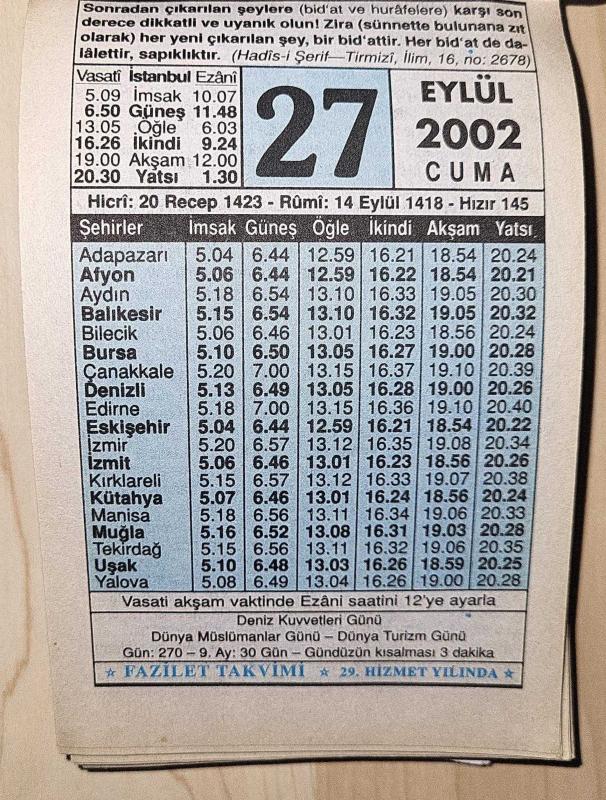 Sonradan çıkarılan şeylere (bid'at ve hurâfelere) karşı son
derece dikkatli ve uyanık olun! Zira (sünnette bulunana zıt
olarak) her yeni çıkarılan şey, bir bid'attir. Her bid'at de da-
lâlettir, sapıklıktır. (Hadîs-i Şerif—Tirmizî, İlim, 16, no: 2678)
Vasatî İstanbul Ezânî
5.09 İmsak 10.07
6.50 Güneş 11.48
13.05 Öğle 6.03
16.26 İkindi 9.24
19.00 Akşam 12.00
20.30 Yatsı 1.30
27
EYLÜL
2002
CUMA
Hicrî: 20 Recep 1423 - Rûmî: 14 Eylül 1418 - Hızır 145
Şehirler İmsak Güneş Öğle İkindi Akşam Yatsı
Adapazarı 5.04 6.44 12.59 16.21 18.54 20.24
Afyon 5.06 6.44 12.59 16.22 18.54 20.21
Aydın 5.18 6.54 13.10 16.33 19.05 20.30
Balıkesir 5.15 6.54 13.10 16.32 19.05 20.32
Bilecik 5.06 6.46 13.01 16.23 18.56 20.24
Bursa 5.10 6.50 13.05 16.27 19.00 20.28
Çanakkale 5.20 7.00 13.15 16.37 19.10 20.39
Denizli 5.13 6.49 13.05 16.28 19.00 20.26
Edirne 5.18 7.00 13.15 16.36 19.10 20.40
Eskişehir 5.04 6.44 12.59 16.21 18.54 20.22
İzmir 5.20 6.57 13.12 16.35 19.08 20.34
İzmit 5.06 6.46 13.01 16.23 18.56 20.26
Kırklareli 5.15 6.57 13.12 16.33 19.07 20.38
Kütahya 5.07 6.46 13.01 16.24 18.56 20.24
Manisa 5.18 6.56 13.11 16.34 19.06 20.33
Muğla 5.16 6.52 13.08 16.31 19.03 20.28
Tekirdağ 5.15 6.56 13.11 16.32 19.06 20.35
Uşak 5.10 6.48 13.03 16.26 18.59 20.25
Yalova 5.08 6.49 13.04 16.26 19.00 20.28
Vasati akşam vaktinde Ezâni saatini 12'ye ayarla
Deniz Kuvvetleri Günü
Dünya Müslümanlar Günü – Dünya Turizm Günü
Gün: 270 – 9. Ay: 30 Gün – Gündüzün kısalması 3 dakika
☆ FAZİLET TAKVİMİ ☆ 29. HİZMET YILINDA ☆